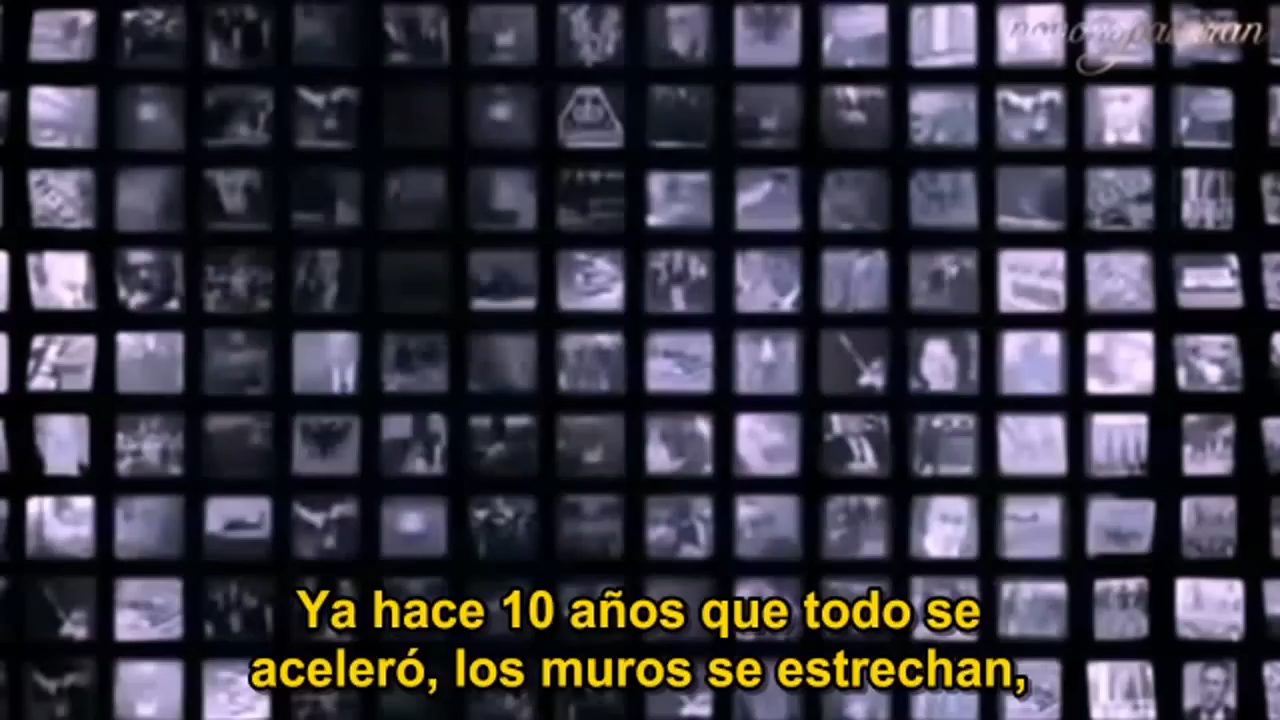 Ya hace 10 años que todo se
aceleró, los muros se estrechan,